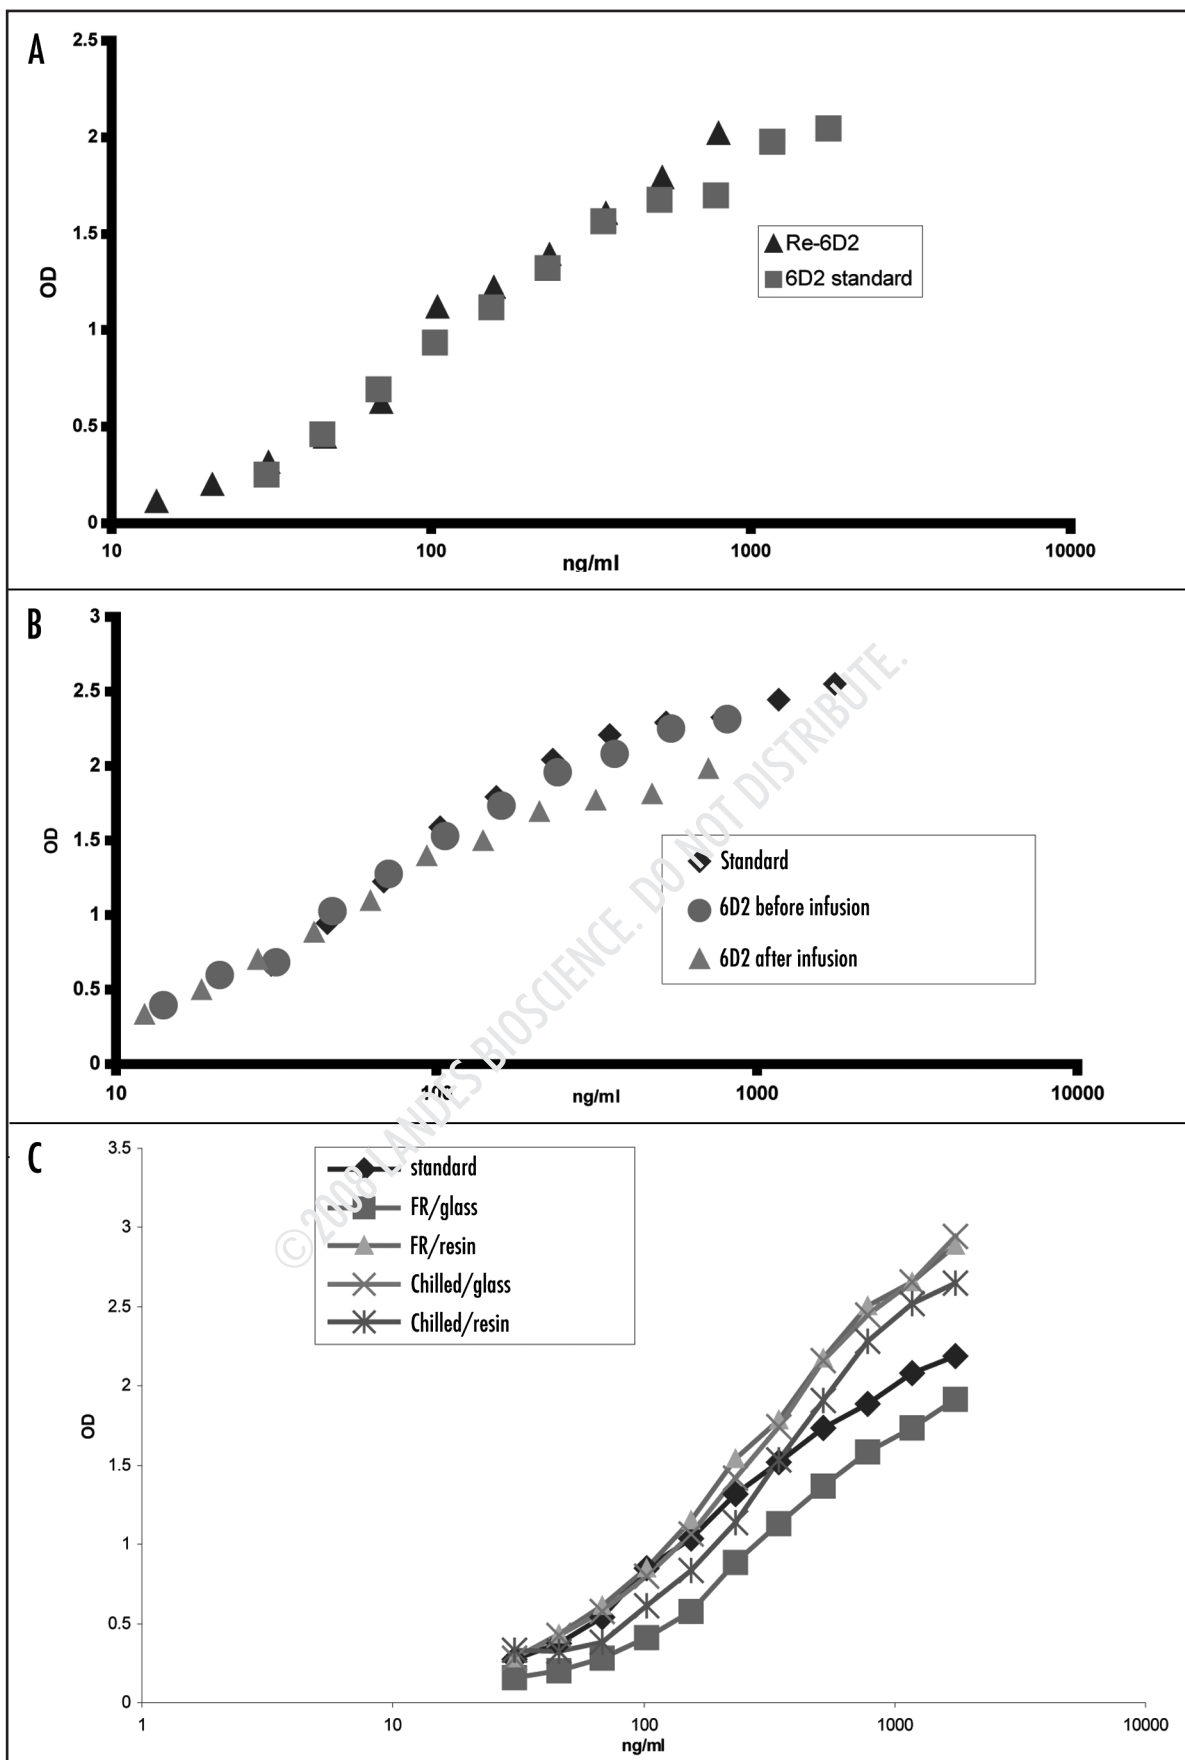 A
2.5
2
1.5
1
0.5
0
OD
10 100 1000 10000
ng/ml
Re-6D2
6D2 standard
B
3
2.5
2
1.5
1
0.5
0
OD
10 100 1000 10000
ng/ml
Standard
6D2 before infusion
6D2 after infusion
©2008 LANDES BIOSCIENCE. DO NOT DISTRIBUTE.
C
3.5
3
2.5
2
1.5
1
0.5
0
OD
1 10 100 1000 10000
ng/ml
standard
FR/glass
FR/resin
Chilled/glass
Chilled/resin